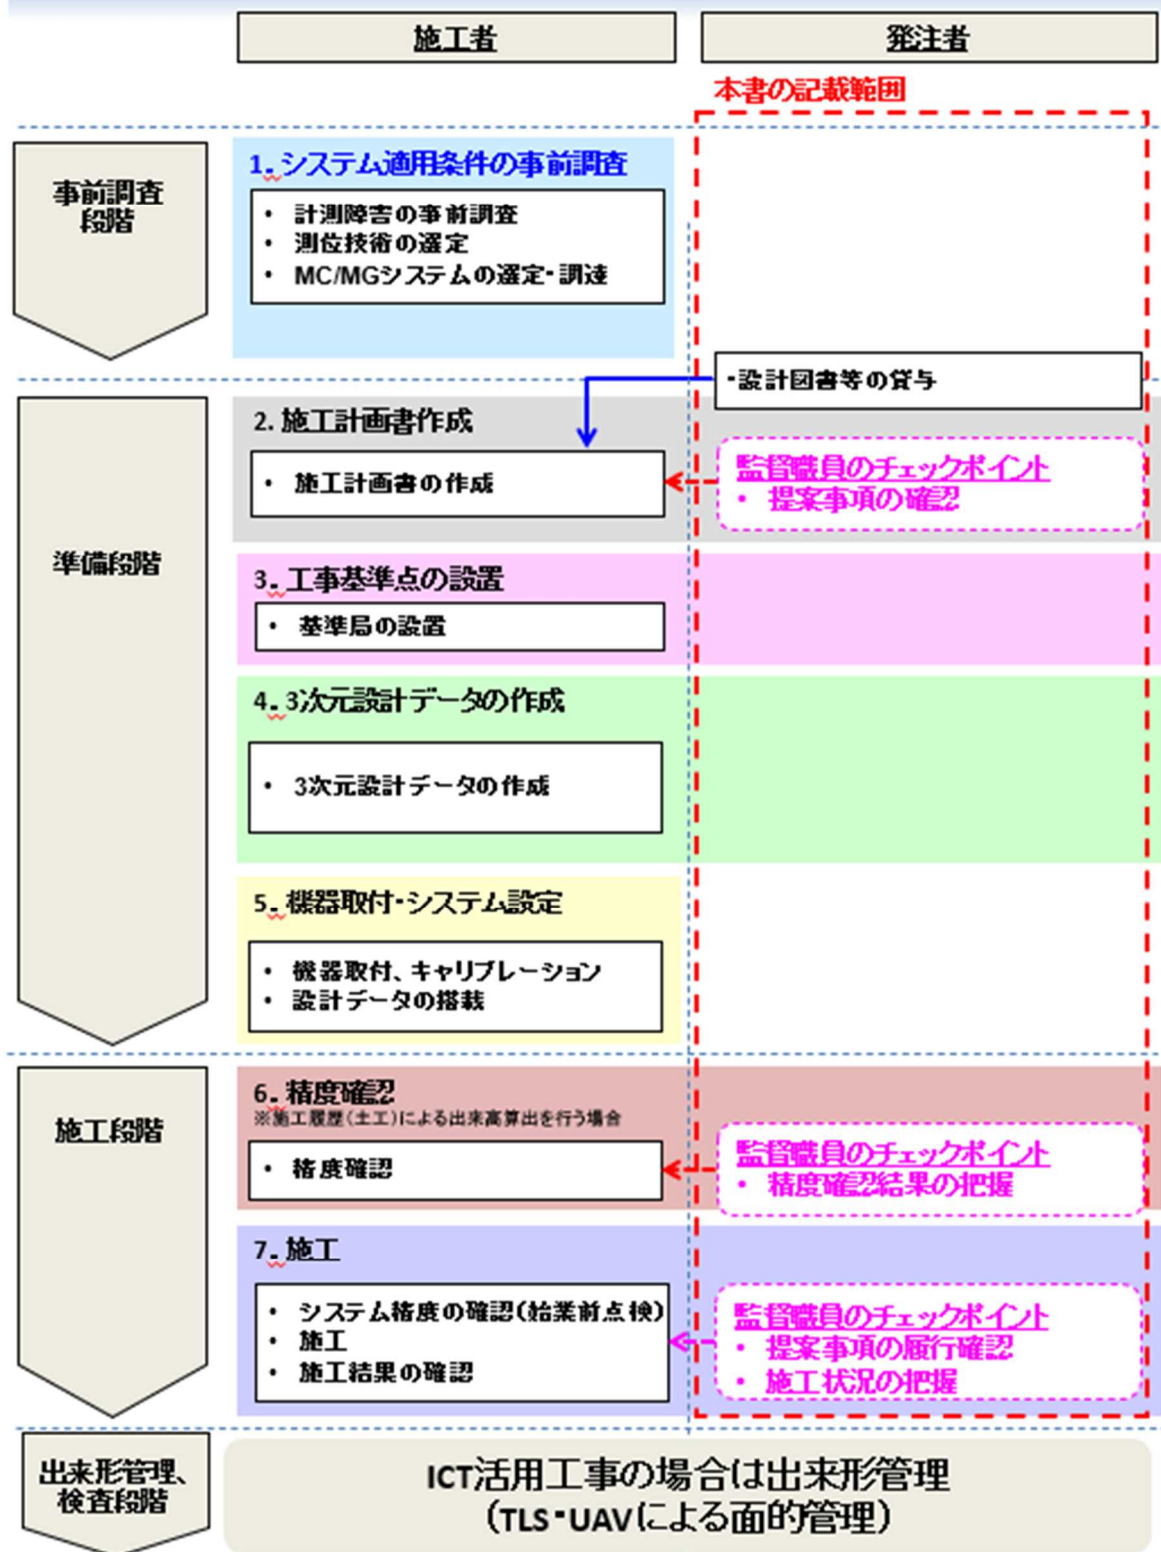 施工者
発注者
本書の記載範囲
事前調査
段階
1. システム適用条件の事前調査
・ 計測障害の事前調査
・ 測位技術の選定
・ MC/MGシステムの選定・調達
・設計図書等の貸与
準備段階
2. 施工計画書作成
・ 施工計画書の作成
監督職員のチェックポイント
・ 提案事項の確認
3. 工事基準点の設置
・ 基準局の設置
4. 3次元設計データの作成
・ 3次元設計データの作成
5. 機器取付・システム設定
・ 機器取付、キャリブレーション
・ 設計データの搭載
施工段階
6. 精度確認
※施工履歴(土工)による出来高算出を行う場合
・ 精度確認
監督職員のチェックポイント
・ 精度確認結果の把握
7. 施工
・ システム精度の確認(始業前点検)
・ 施工
・ 施工結果の確認
監督職員のチェックポイント
・ 提案事項の履行確認
・ 施工状況の把握
出来形管理、
検査段階
ICT活用工事の場合は出来形管理
(TLS・UAVによる面的管理)